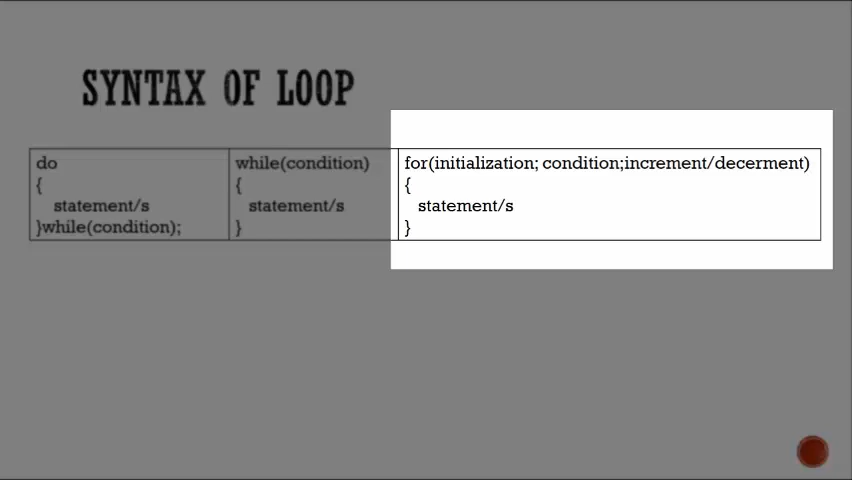 SYNTAX OF LOOP
do
{
statement/s
}while(condition);
while(condition)
{
statement/s
}
for(initialization; condition;increment/decerment)
{
statement/s
}